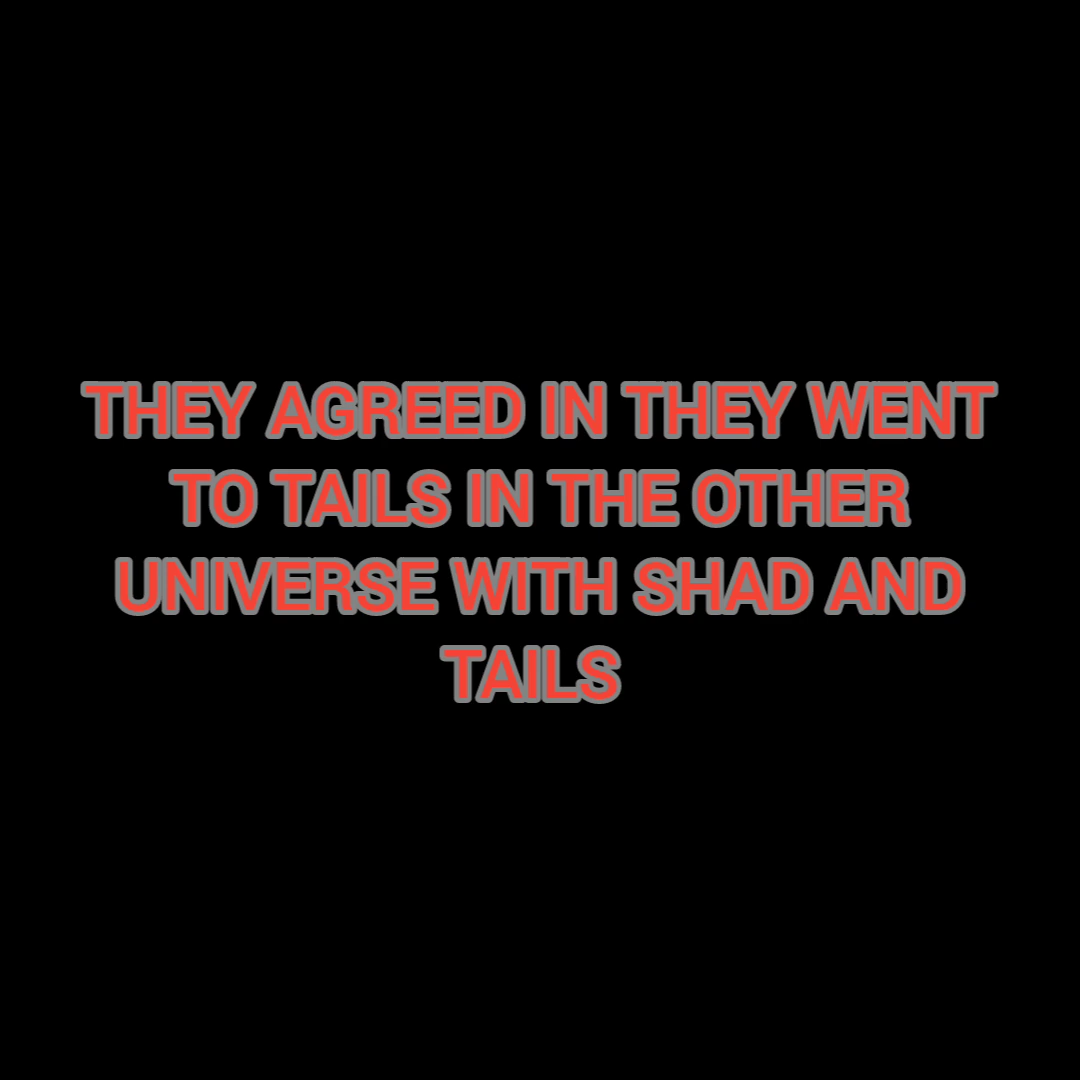 THEY AGREED IN THEY WENT
TO TAILS IN THE OTHER
UNIVERSE WITH SHAD AND
TAILS